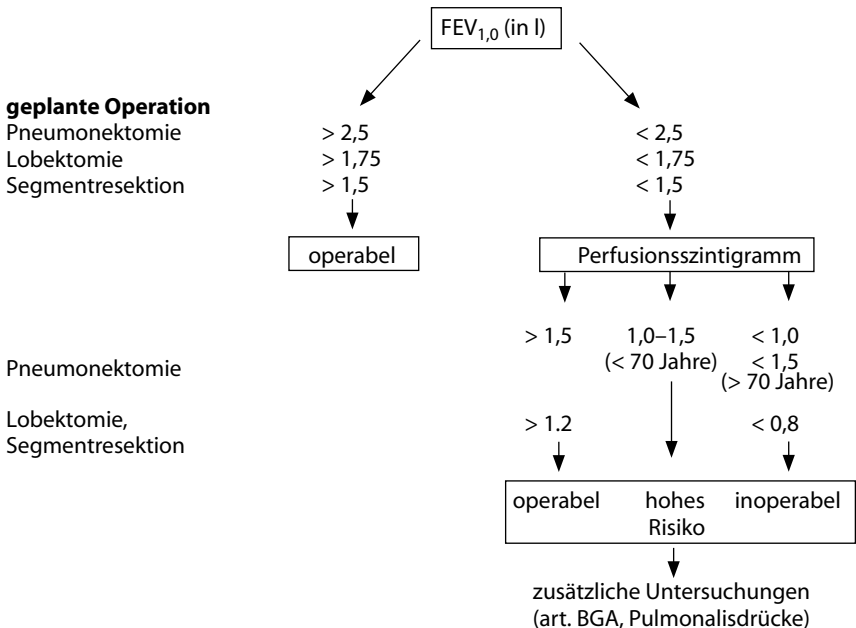 FEV1,0 (in l)
geplante Operation
Pneumonektomie > 2,5 < 2,5
Lobektomie > 1,75 < 1,75
Segmentresektion > 1,5 < 1,5
operabel Perfusionsszintigramm
> 1,5 1,0–1,5 < 1,0
Pneumonektomie (< 70 Jahre) < 1,5
(> 70 Jahre)
Lobektomie, > 1.2 < 0,8
Segmentresektion
operabel hohes inoperabel
Risiko
zusätzliche Untersuchungen
(art. BGA, Pulmonalisdrücke)